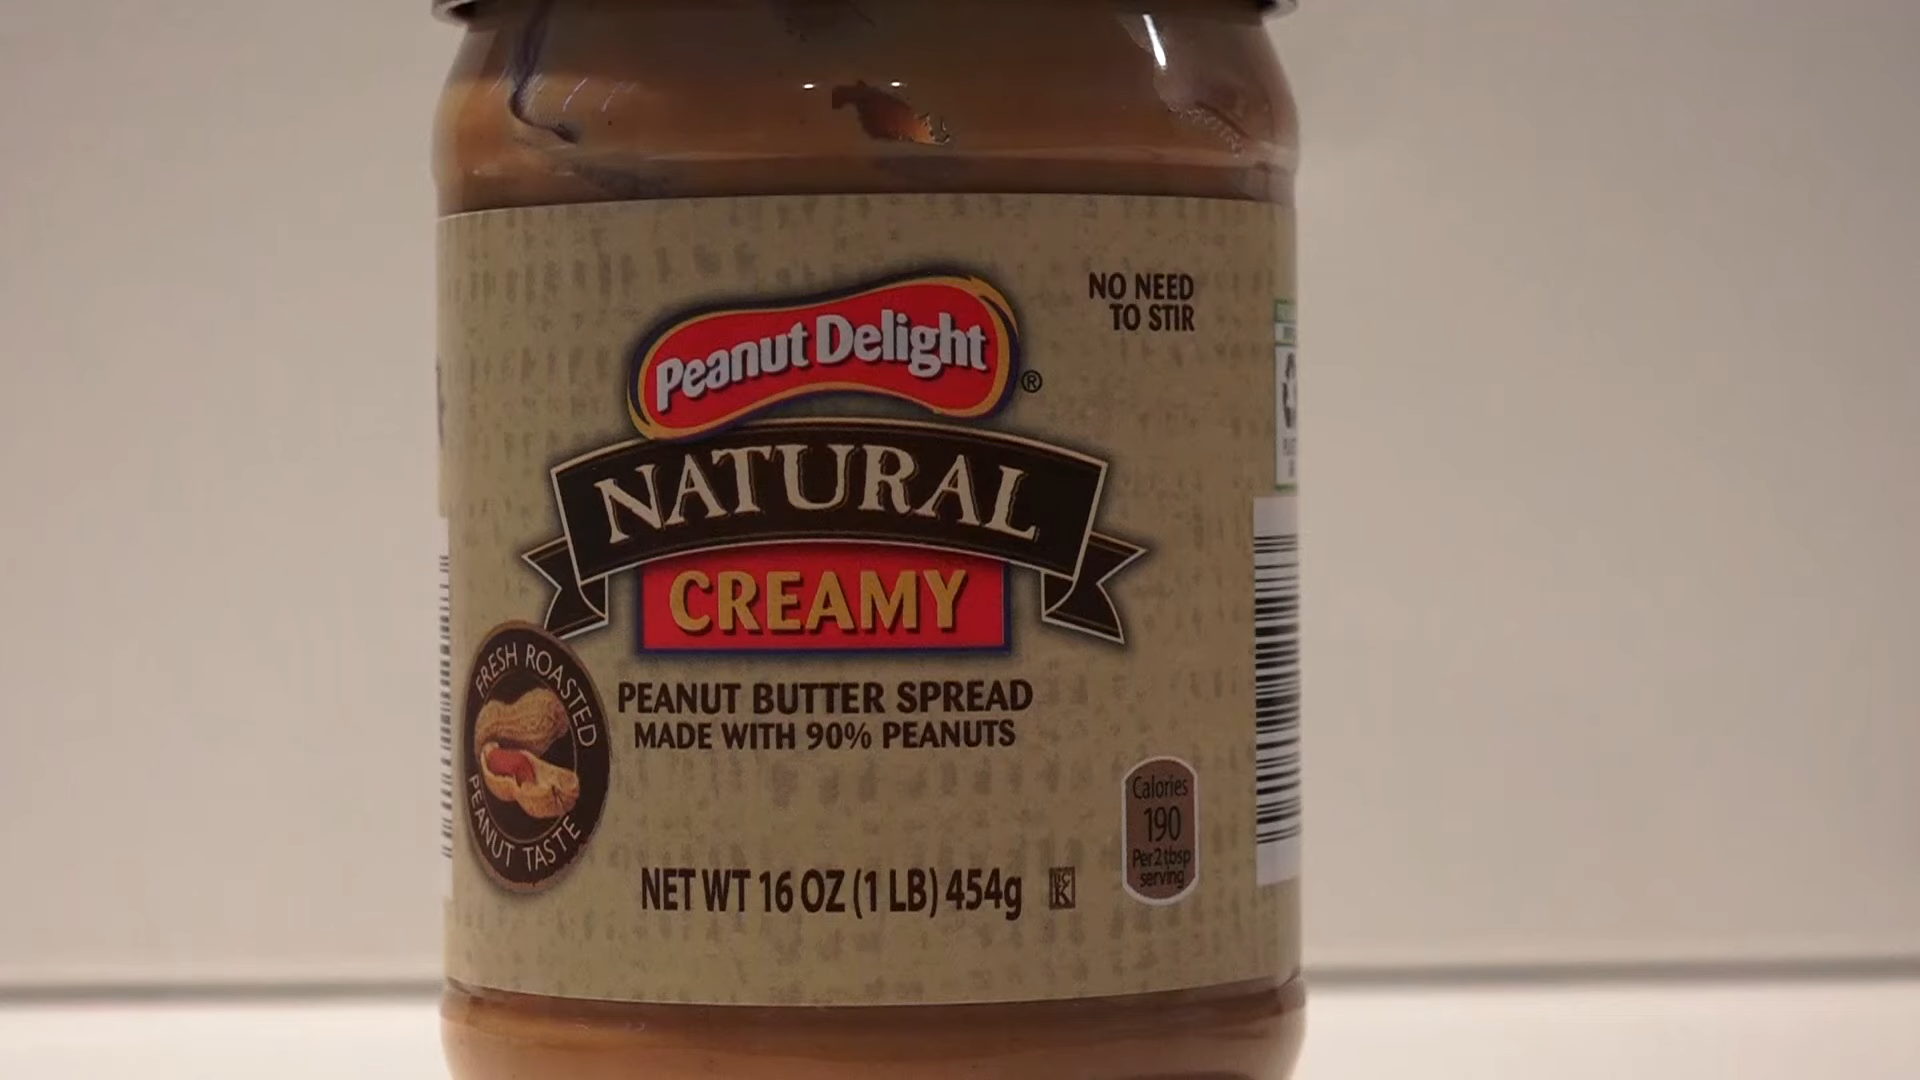 NO NEED
TO STIR
Peanut Delight®
NATURAL
CREAMY
FRESH ROASTED
PEANUT TASTE
PEANUT BUTTER SPREAD
MADE WITH 90% PEANUTS
Calories
190
Per 2 tbsp
serving
NET WT 16 OZ (1 LB) 454g
K